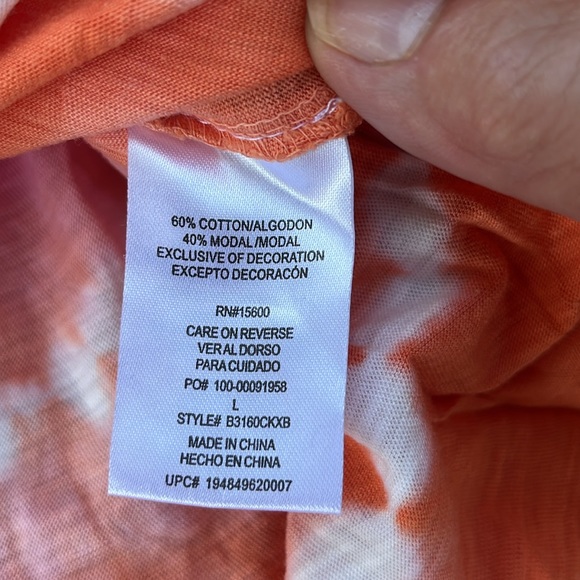 60% COTTON/ALGODON
40% MODAL/MODAL
EXCLUSIVE OF DECORATION
EXCEPTO DECORACÓN
RN#15600
CARE ON REVERSE
VER AL DORSO
PARA CUIDADO
PO# 100-00091958
L
STYLE# B3160CKXB
MADE IN CHINA
HECHO EN CHINA
UPC# 194849620007